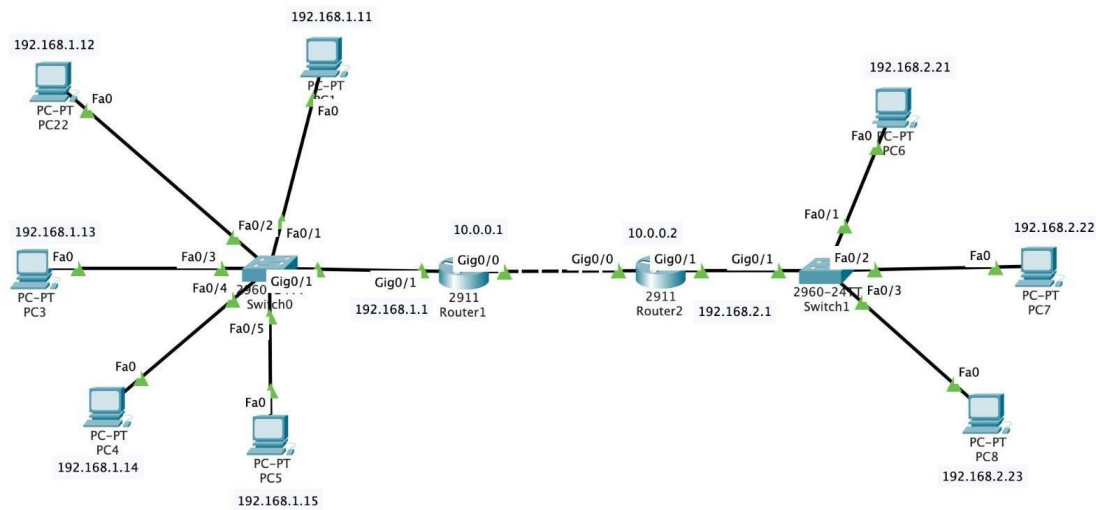 192.168.1.11
192.168.1.12
PC-PT
Fa0
Fa0
PC-PT
PC22
192.168.2.21
Fa0
PC-PT
PC6
Fa0/1
192.168.1.13
Fa0
PC-PT
PC3
Fa0/2
Fa0/1
Fa0/3
Gig0/1
Fa0/4
Switch0
Fa0/5
Gig0/1
192.168.1.1
10.0.0.1
Gig0/0
2911
Router1
10.0.0.2
Gig0/0
Gig0/1
2911
Router2
Gig0/1
192.168.2.1
Fa0/2
Fa0/3
2960-24TT
Switch1
192.168.2.22
Fa0
PC-PT
PC7
Fa0
PC-PT
PC4
192.168.1.14
Fa0
PC-PT
PC5
192.168.1.15
Fa0
PC-PT
PC8
192.168.2.23